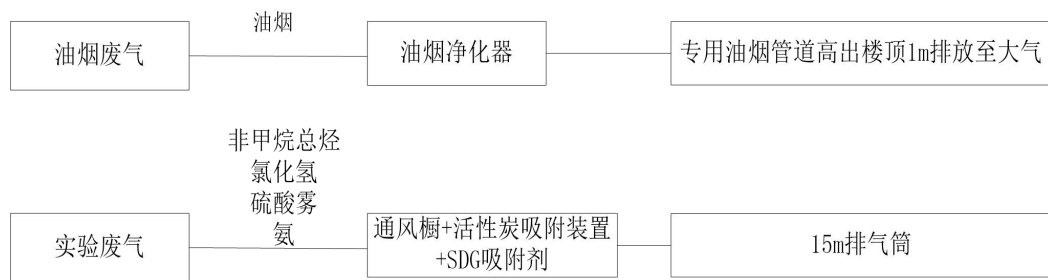 油烟
油烟废气
油烟净化器
专用油烟管道高出楼顶1m排放至大气
非甲烷总烃
氯化氢
硫酸雾
氨
实验废气
通风橱+活性炭吸附装置
+SDG吸附剂
15m排气筒